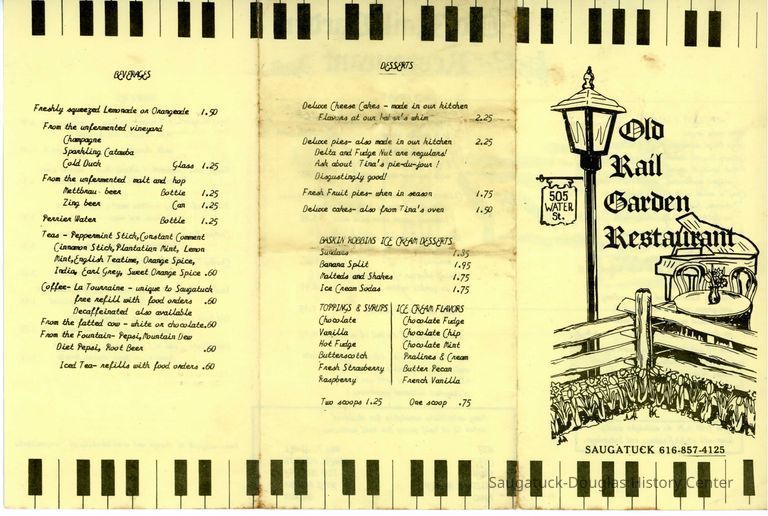 BEVERAGES
Freshly squeezed Lemonade or Orangeade 1.50
From the unfermented vineyard
Champagne
Sparkling Catawba
Cold Duck Glass 1.25
From the unfermented malt and hop
Mettbrau beer Bottle 1.25
Zing beer Can 1.25
Perrier Water Bottle 1.25
Teas - Peppermint Stick, Constant Comment
Cinnamon Stick, Plantation Mint, Lemon
Mint, English Teatime, Orange Spice,
India, Earl Grey, Sweet Orange Spice .60
Coffee- La Tourraine - unique to Saugatuck
free refill with food orders .60
Decaffeinated also available
From the fatted cow - white or chocolate .60
From the Fountain- Pepsi, Mountain Dew
Diet Pepsi, Root Beer .60
Iced Tea- refills with food orders .60
DESSERTS
Deluxe Cheese Cakes - made in our kitchen
Flavors at our baker's whim 2.25
Deluxe pies- also made in our kitchen 2.25
Delta and Fudge Nut are regulars!
Ask about Tina's pie-du-jour!
Disgustingly good!
Fresh Fruit pies- when in season 1.75
Deluxe cakes- also from Tina's oven 1.50
BASKIN ROBBINS ICE CREAM DESSERTS
Sundaes
Banana Split 1.95
Malteds and Shakes 1.75
Ice Cream Sodas 1.75
TOPPINGS & SYRUPS
Chocolate
Vanilla
Hot Fudge
Butterscotch
Fresh Strawberry
Raspberry
ICE CREAM FLAVORS
Chocolate Fudge
Chocolate Chip
Chocolate Mint
Pralines & Cream
Butter Pecan
French Vanilla
Two scoops 1.25 One scoop .75
Old
Rail
Garden
Restaurant
505
WATER
St.
SAUGATUCK 616-857-4125
Saugatuck-Douglas History Center